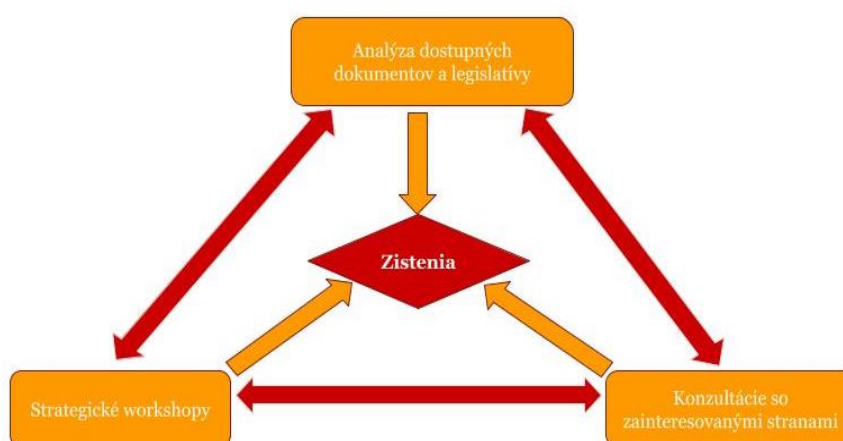 Analýza dostupných
dokumentov a legislatívy
Zistenia
Strategické workshopy
Konzultácie so
zainteresovanými stranami